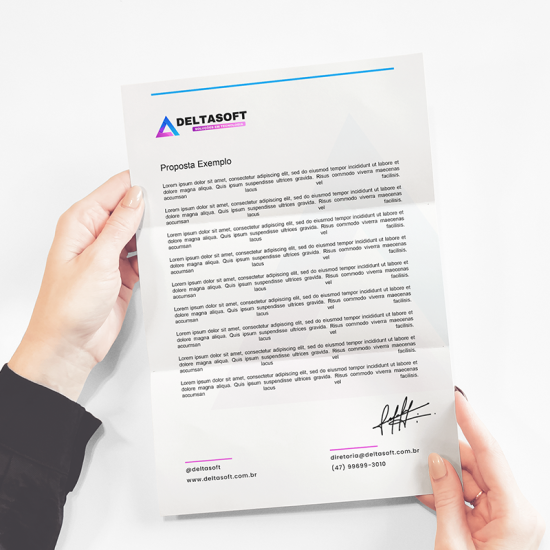 DELTASOFT
Proposta Exemplo
Lorem ipsum dolor sit amet, consectetur adipiscing elit, sed do eiusmod tempor incididunt ut labore et
dolore magna aliqua. Quis ipsum suspendisse ultrices gravida. Risus commodo viverra maecenas
accumsan lacus vel facilisis.
Lorem ipsum dolor sit amet, consectetur adipiscing elit, sed do eiusmod tempor incididunt ut labore et
dolore magna aliqua. Quis ipsum suspendisse ultrices gravida. Risus commodo viverra maecenas
accumsan lacus vel facilisis.
Lorem ipsum dolor sit amet, consectetur adipiscing elit, sed do eiusmod tempor incididunt ut labore et
dolore magna aliqua. Quis ipsum suspendisse ultrices gravida. Risus commodo viverra maecenas
accumsan lacus vel facilisis.
Lorem ipsum dolor sit amet, consectetur adipiscing elit, sed do eiusmod tempor incididunt ut labore et
dolore magna aliqua. Quis ipsum suspendisse ultrices gravida. Risus commodo viverra maecenas
accumsan lacus vel facilisis.
Lorem ipsum dolor sit amet, consectetur adipiscing elit, sed do eiusmod tempor incididunt ut labore et
dolore magna aliqua. Quis ipsum suspendisse ultrices gravida. Risus commodo viverra maecenas
accumsan lacus vel facilisis.
Lorem ipsum dolor sit amet, consectetur adipiscing elit, sed do eiusmod tempor incididunt ut labore et
dolore magna aliqua. Quis ipsum suspendisse ultrices gravida. Risus commodo viverra maecenas
accumsan lacus vel facilisis.
Lorem ipsum dolor sit amet, consectetur adipiscing elit, sed do eiusmod tempor incididunt ut labore et
dolore magna aliqua. Quis ipsum suspendisse ultrices gravida. Risus commodo viverra maecenas
accumsan lacus vel facilisis.
Lorem ipsum dolor sit amet, consectetur adipiscing elit, sed do eiusmod tempor incididunt ut labore et
dolore magna aliqua. Quis ipsum suspendisse ultrices gravida. Risus commodo viverra maecenas
accumsan lacus vel facilisis.
Lorem ipsum dolor sit amet, consectetur adipiscing elit, sed do eiusmod tempor incididunt ut labore et
dolore magna aliqua. Quis ipsum suspendisse ultrices gravida. Risus commodo viverra maecenas
accumsan lacus vel facilisis.
@deltasoft
www.deltasoft.com.br
diretoria@deltasoft.com.br
(47) 99699-3010